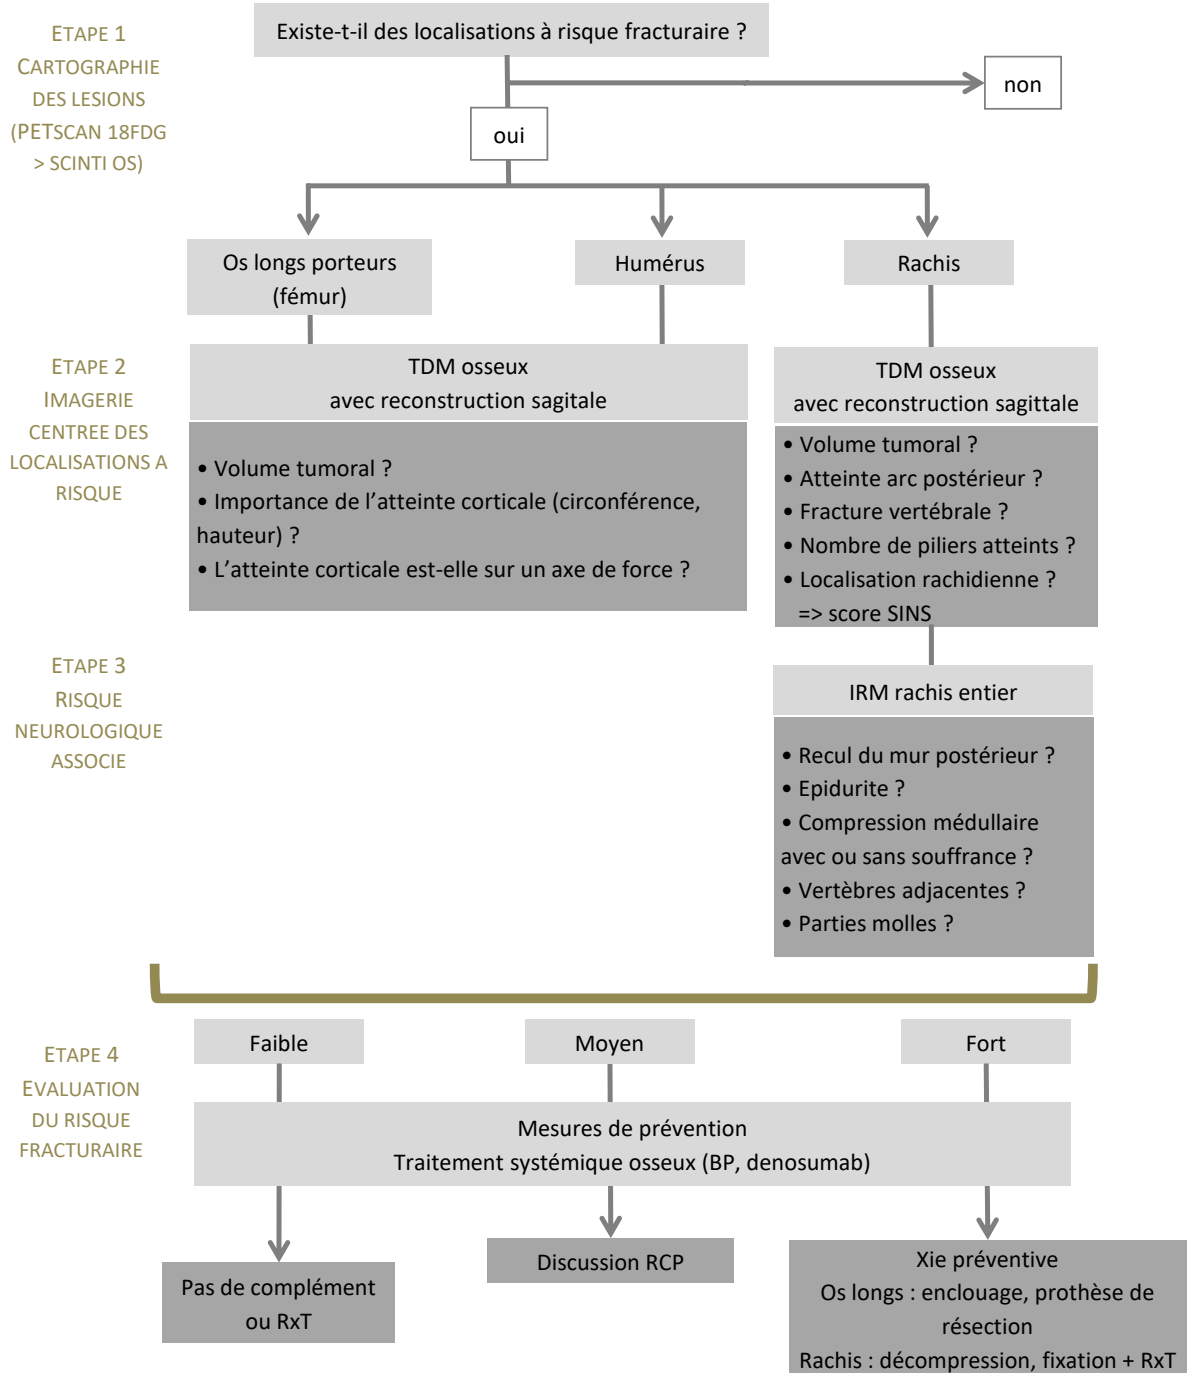 ETAPE 1
CARTOGRAPHIE
DES LESIONS
(PETSCAN 18FDG
> SCINTI OS)
Existe-t-il des localisations à risque fracturaire ?
non
oui
Os longs porteurs
(fémur)
Humérus
Rachis
ETAPE 2
IMAGERIE
CENTREE DES
LOCALISATIONS A
RISQUE
TDM osseux
avec reconstruction sagitale
• Volume tumoral ?
• Importance de l’atteinte corticale (circonférence,
hauteur) ?
• L’atteinte corticale est-elle sur un axe de force ?
TDM osseux
avec reconstruction sagittale
• Volume tumoral ?
• Atteinte arc postérieur ?
• Fracture vertébrale ?
• Nombre de piliers atteints ?
• Localisation rachidienne ?
=> score SINS
ETAPE 3
RISQUE
NEUROLOGIQUE
ASSOCIE
IRM rachis entier
• Recul du mur postérieur ?
• Epidurite ?
• Compression médullaire
avec ou sans souffrance ?
• Vertèbres adjacentes ?
• Parties molles ?
ETAPE 4
EVALUATION
DU RISQUE
FRACTURAIRE
Faible
Moyen
Fort
Mesures de prévention
Traitement systémique osseux (BP, denosumab)
Pas de complément
ou RxT
Discussion RCP
Xie préventive
Os longs : enclouage, prothèse de
résection
Rachis : décompression, fixation + RxT